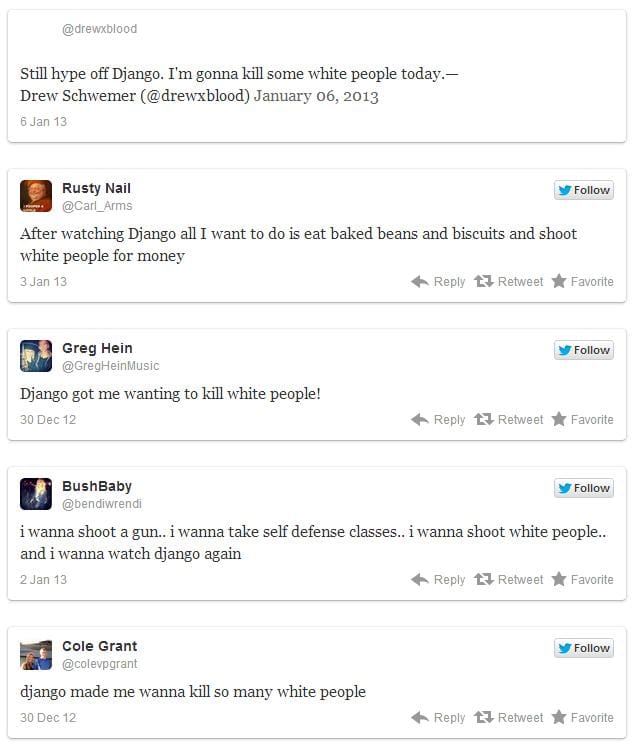 @drewxblood
Still hype off Django. I'm gonna kill some white people today.—
Drew Schwemer (@drewxblood) January 06, 2013
6 Jan 13
Rusty Nail
Follow
@Carl_Arms
After watching Django all I want to do is eat baked beans and biscuits and shoot
white people for money
3 Jan 13
Reply Retweet Favorite
Greg Hein
Follow
@GregHeinMusic
Django got me wanting to kill white people!
30 Dec 12
Reply Retweet Favorite
BushBaby
Follow
@bendiwrendi
i wanna shoot a gun.. i wanna take self defense classes.. i wanna shoot white people..
and i wanna watch django again
2 Jan 13
Reply Retweet Favorite
Cole Grant
Follow
@colevpgrant
django made me wanna kill so many white people
30 Dec 12
Reply Retweet Favorite